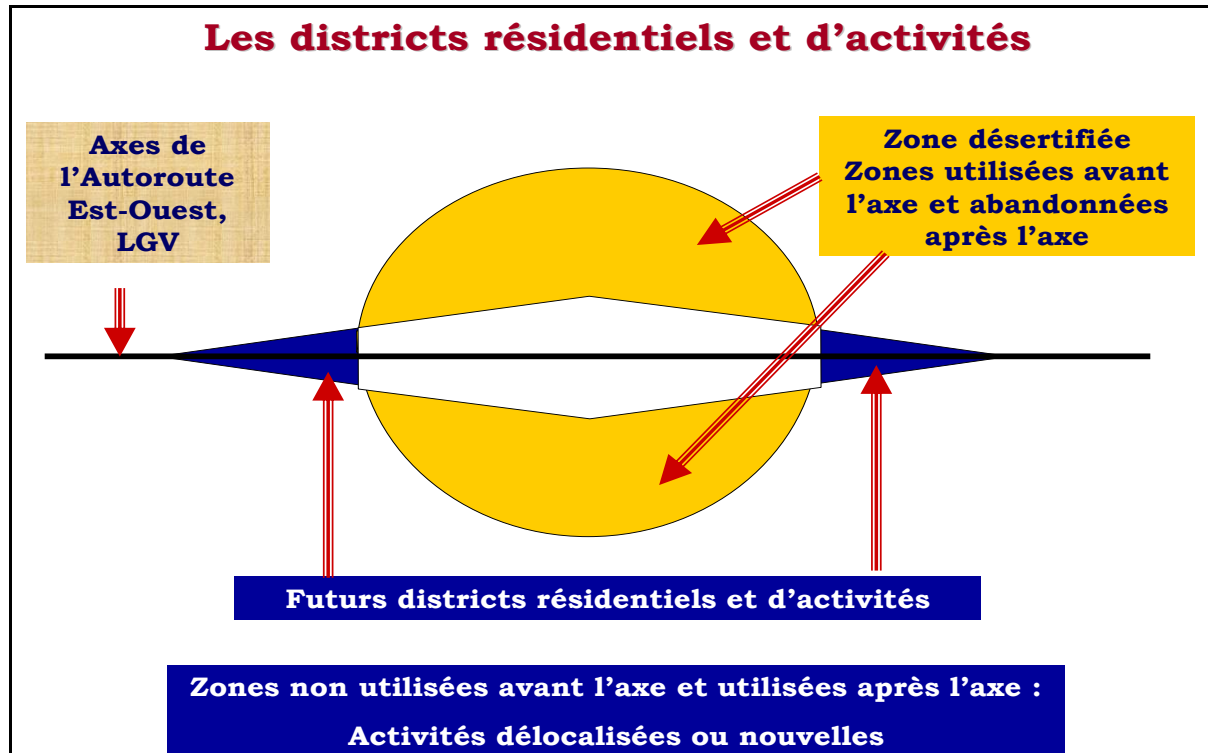 Les districts résidentiels et d’activités
Axes de
l’Autoroute
Est-Ouest,
LGV
Zone désertifiée
Zones utilisées avant
l’axe et abandonnées
après l’axe
Futurs districts résidentiels et d’activités
Zones non utilisées avant l’axe et utilisées après l’axe :
Activités délocalisées ou nouvelles